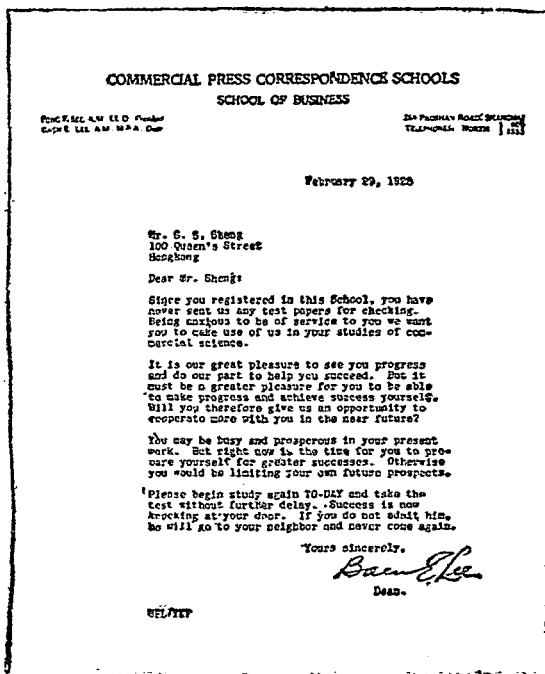 COMMERCIAL PRESS CORRESPONDENCE SCHOOLS
SCHOOL OF BUSINESS
February 29, 1928
Mr. S. S. Sheng
100 Queen's Street
Hongkong
Dear Mr. Sheng:
Since you registered in this School, you have
never sent us any test papers for checking.
Being anxious to be of service to you we want
you to make use of us in your studies of com-
mercial science.
It is our great pleasure to see you progress
and do our part to help you succeed. But it
must be a greater pleasure for you to be able
to make progress and achieve success yourself.
Will you therefore give us an opportunity to
cooperate more with you in the near future?
You may be busy and prosperous in your present
work. But right now is the time for you to pre-
pare yourself for greater successes. Otherwise
you would be limiting your own future prospects.
Please begin study again TO-DAY and take the
test without further delay. Success is now
knocking at your door. If you do not admit him,
he will go to your neighbor and never come again.
Yours sincerely,
Lee
Dean.